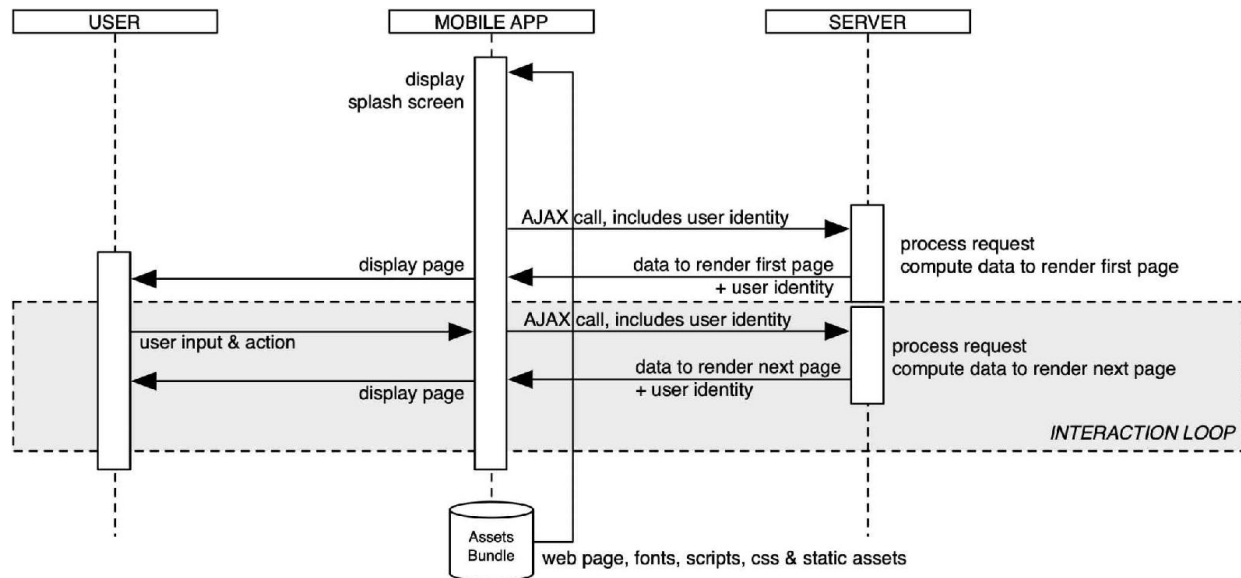 USER
MOBILE APP
SERVER
display
splash screen
AJAX call, includes user identity
process request
compute data to render first page
display page
data to render first page
+ user identity
AJAX call, includes user identity
user input & action
process request
compute data to render next page
data to render next page
+ user identity
display page
INTERACTION LOOP
Assets
Bundle
web page, fonts, scripts, css & static assets